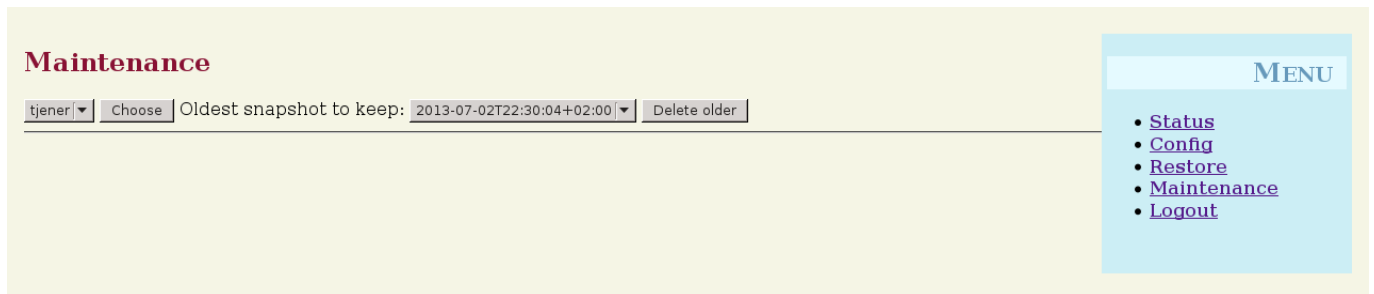 Maintenance
tjener Choose Oldest snapshot to keep: 2013-07-02T22:30:04+02:00 Delete older
MENU
Status
Config
Restore
Maintenance
Logout